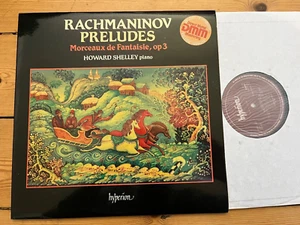 RACHMANINOV
PRELUDES
Morceaux de Fantaisie, op 3
HOWARD SHELLEY piano
DMM
hyperion